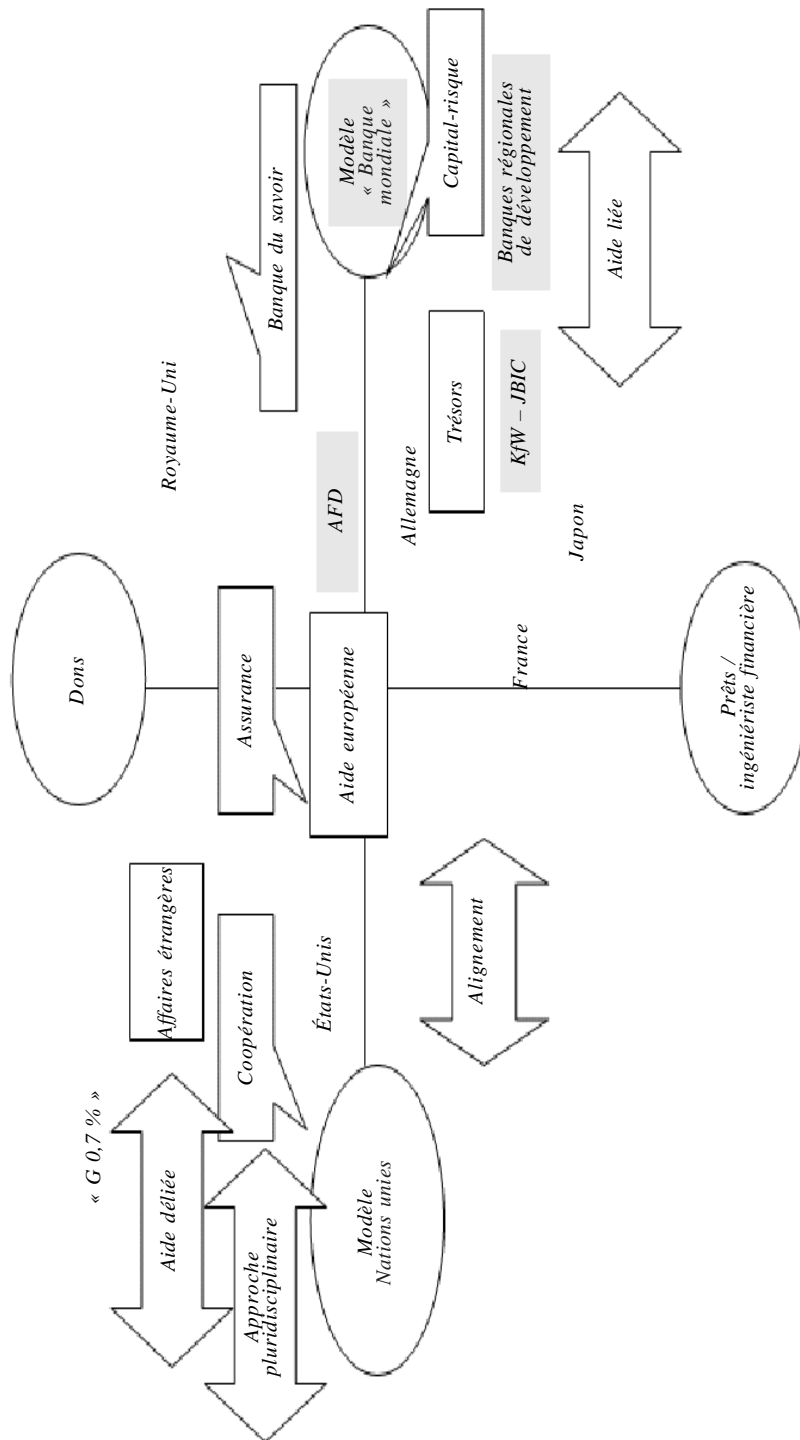 « G 0,7 % »
Dons
Royaume-Uni
Aide déliée
Affaires étrangères
Approche
pluridisciplinaire
Coopération
Assurance
Banque du savoir
États-Unis
Aide européenne
AFD
Modèle
Nations unies
Modèle
« Banque
mondiale »
Allemagne
Alignement
Trésors
Capital-risque
France
KfW – JBIC
Banques régionales
de développement
Japon
Aide liée
Prêts /
ingéniériste financière